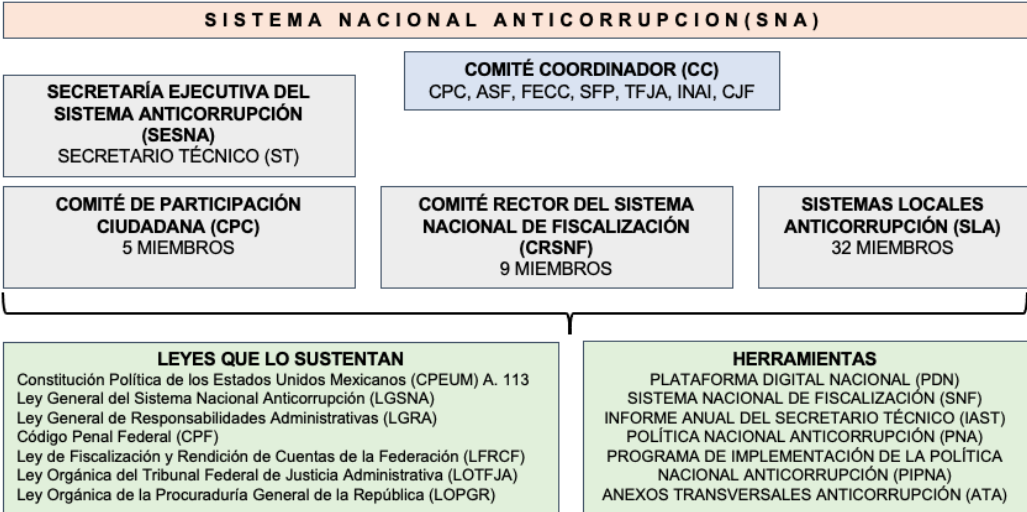 SISTEMA NACIONAL ANTICORRUPCION(SNA)
COMITÉ COORDINADOR (CC)
CPC, ASF, FECC, SFP, TFJA, INAI, CJF
SECRETARÍA EJECUTIVA DEL
SISTEMA ANTICORRUPCIÓN
(SESNA)
SECRETARIO TÉCNICO (ST)
COMITÉ DE PARTICIPACIÓN
CIUDADANA (CPC)
5 MIEMBROS
COMITÉ RECTOR DEL SISTEMA
NACIONAL DE FISCALIZACIÓN
(CRSNF)
9 MIEMBROS
SISTEMAS LOCALES
ANTICORRUPCIÓN (SLA)
32 MIEMBROS
LEYES QUE LO SUSTENTAN
Constitución Política de los Estados Unidos Mexicanos (CPEUM) A. 113
Ley General del Sistema Nacional Anticorrupción (LGSNA)
Ley General de Responsabilidades Administrativas (LGRA)
Código Penal Federal (CPF)
Ley de Fiscalización y Rendición de Cuentas de la Federación (LFRCF)
Ley Orgánica del Tribunal Federal de Justicia Administrativa (LOTFJA)
Ley Orgánica de la Procuraduría General de la República (LOPGR)
HERRAMIENTAS
PLATAFORMA DIGITAL NACIONAL (PDN)
SISTEMA NACIONAL DE FISCALIZACIÓN (SNF)
INFORME ANUAL DEL SECRETARIO TÉCNICO (IAST)
POLÍTICA NACIONAL ANTICORRUPCIÓN (PNA)
PROGRAMA DE IMPLEMENTACIÓN DE LA POLÍTICA
NACIONAL ANTICORRUPCIÓN (PIPNA)
ANEXOS TRANSVERSALES ANTICORRUPCIÓN (ATA)